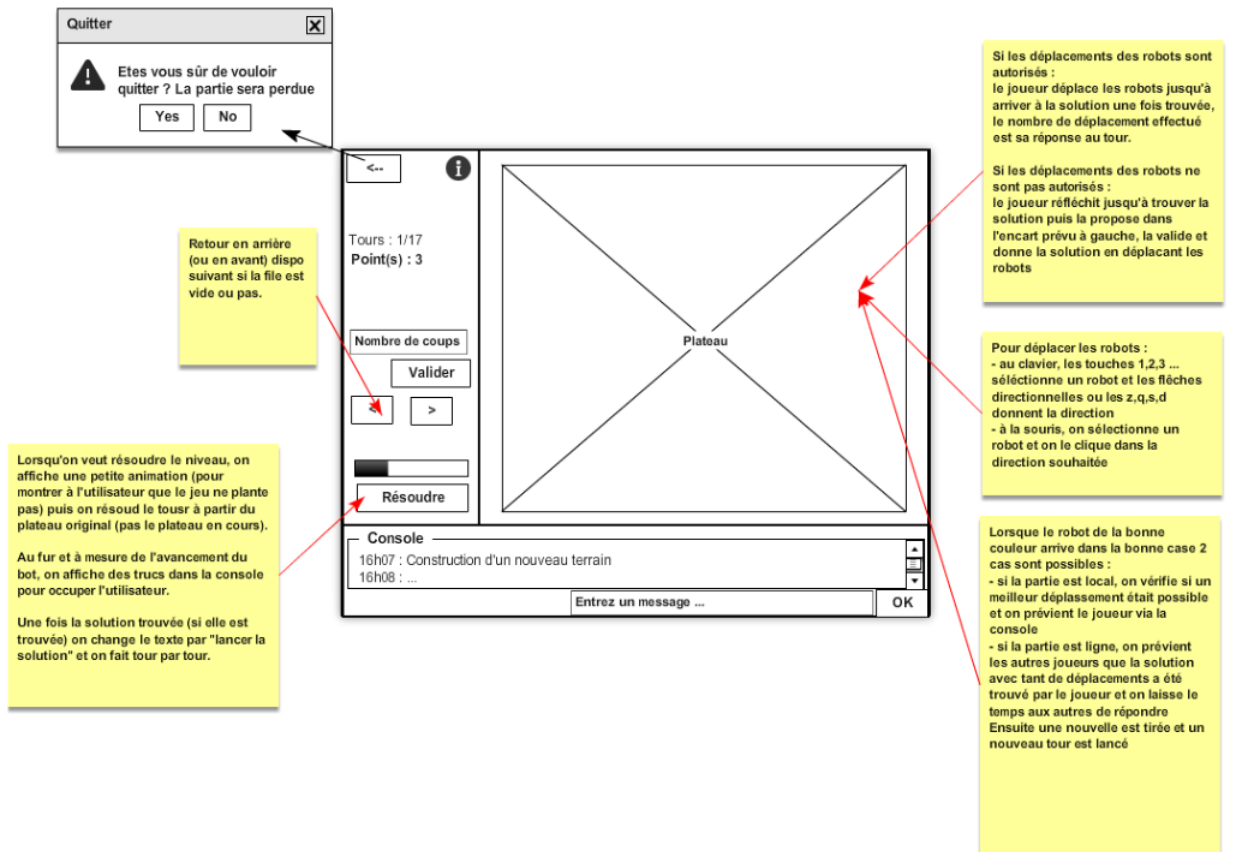 Quitter
Etes vous sûr de vouloir
quitter ? La partie sera perdue
Yes
No
<--
Tours : 1/17
Point(s) : 3
Nombre de coups
Valider
<
>
Résoudre
Plateau
Console
16h07 : Construction d'un nouveau terrain
16h08 : ...
Entrez un message ...
OK
Retour en arrière
(ou en avant) dispo
suivant si la file est
vide ou pas.
Lorsqu'on veut résoudre le niveau, on
affiche une petite animation (pour
montrer à l'utilisateur que le jeu ne plante
pas) puis on résoud le tousr à partir du
plateau original (pas le plateau en cours).
Au fur et à mesure de l'avancement du
bot, on affiche des trucs dans la console
pour occuper l'utilisateur.
Une fois la solution trouvée (si elle est
trouvée) on change le texte par "lancer la
solution" et on fait tour par tour.
Si les déplacements des robots sont
autorisés :
le joueur déplace les robots jusqu'à
arriver à la solution une fois trouvée,
le nombre de déplacement effectué
est sa réponse au tour.
Si les déplacements des robots ne
sont pas autorisés :
le joueur réfléchit jusqu'à trouver la
solution puis la propose dans
l'encart prévu à gauche, la valide et
donne la solution en déplacant les
robots
Pour déplacer les robots :
- au clavier, les touches 1,2,3 ...
séléctionne un robot et les flêches
directionnelles ou les z,q,s,d
donnent la direction
- à la souris, on sélectionne un
robot et on le clique dans la
direction souhaitée
Lorsque le robot de la bonne
couleur arrive dans la bonne case 2
cas sont possibles :
- si la partie est local, on vérifie si un
meilleur déplassement était possible
et on prévient le joueur via la
console
- si la partie est ligne, on prévient
les autres joueurs que la solution
avec tant de déplacements a été
trouvé par le joueur et on laisse le
temps aux autres de répondre
Ensuite une nouvelle est tirée et un
nouveau tour est lancé